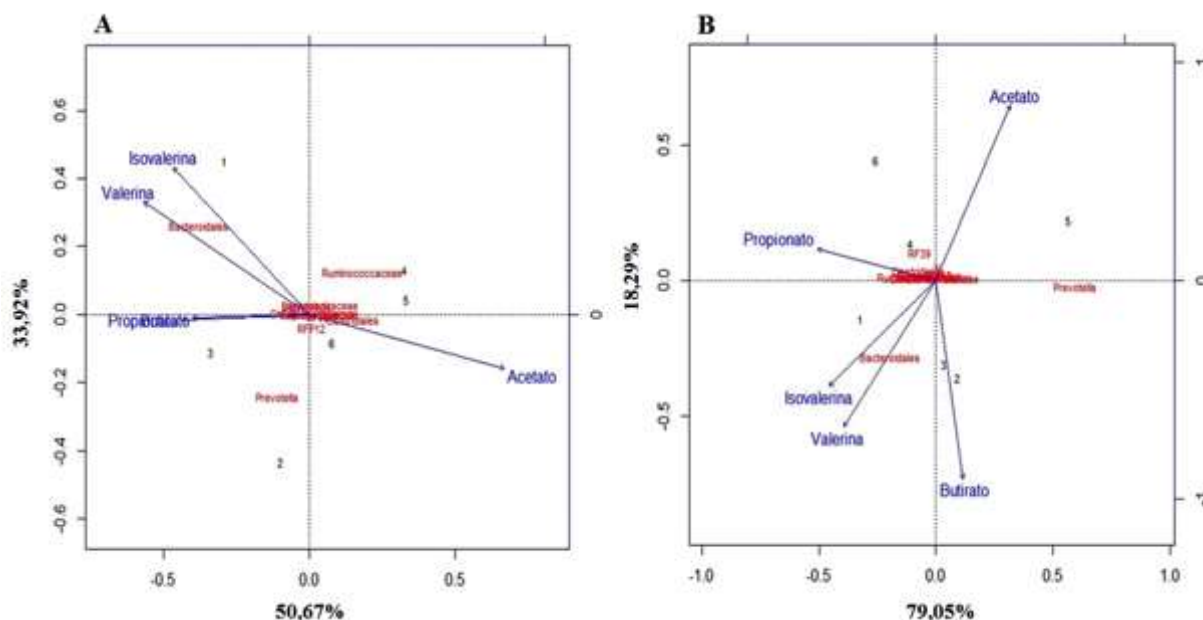 A
0.6
0.4
0.2
0.0
-0.2
-0.4
-0.6
33,92%
Isovalerina
1
Valerina
Bacteroidales
Ruminococcaceae
4
5
0
RFP12
6
3
Prevotella
2
Acetato
-0.5
0.0
0.5
50,67%
B
0.5
0.0
-0.5
18,29%
Acetato
6
5
Propionato
4
RF39
Prevotella
1
Bacteroidales
3
2
Isovalerina
Valerina
Butirato
1
0
-1
-1.0
-0.5
0.0
0.5
1.0
79,05%